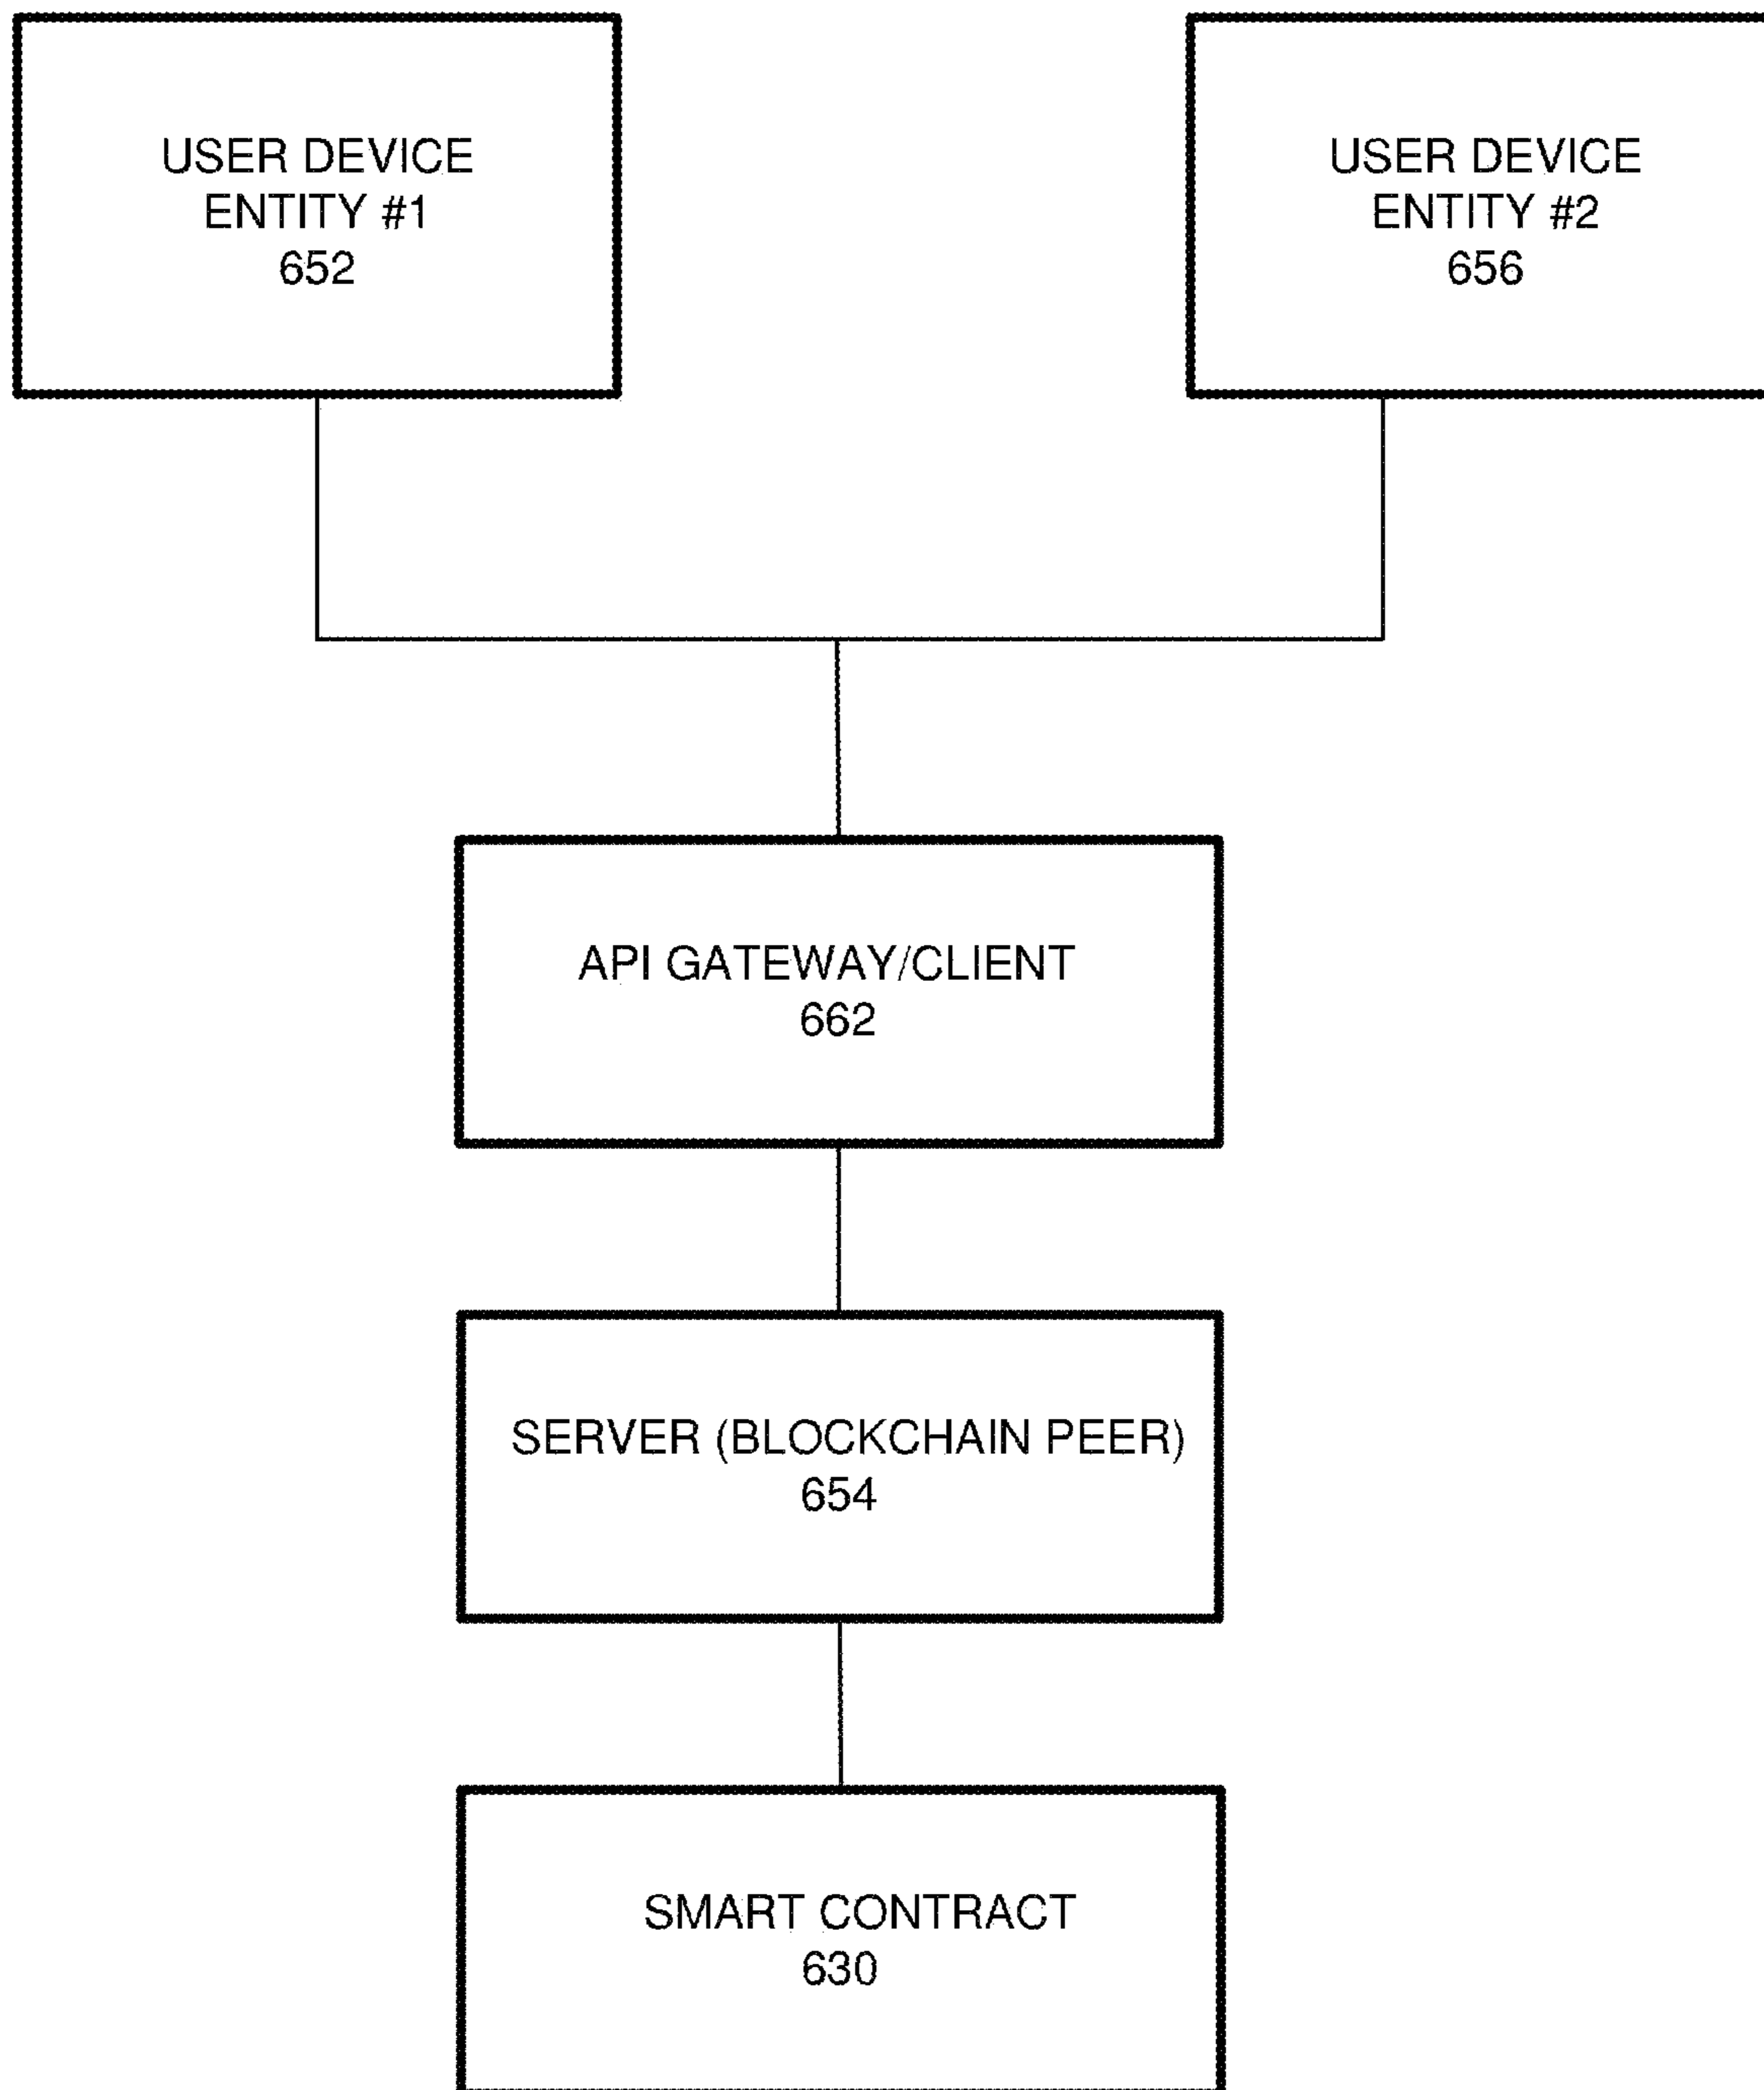 USER DEVICE
ENTITY #1
652
USER DEVICE
ENTITY #2
656
API GATEWAY/CLIENT
662
SERVER (BLOCKCHAIN PEER)
654
SMART CONTRACT
630